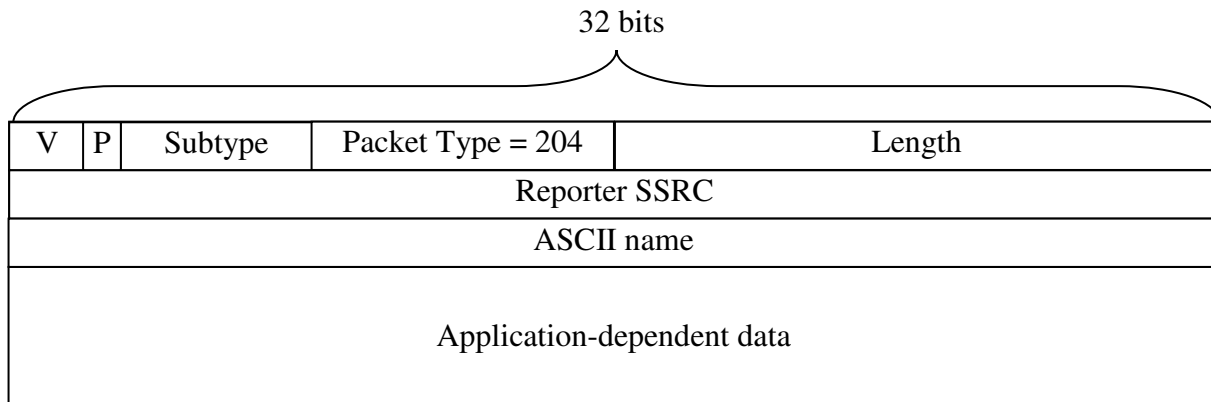 32 bits
V P Subtype Packet Type = 204 Length
Reporter SSRC
ASCII name
Application-dependent data